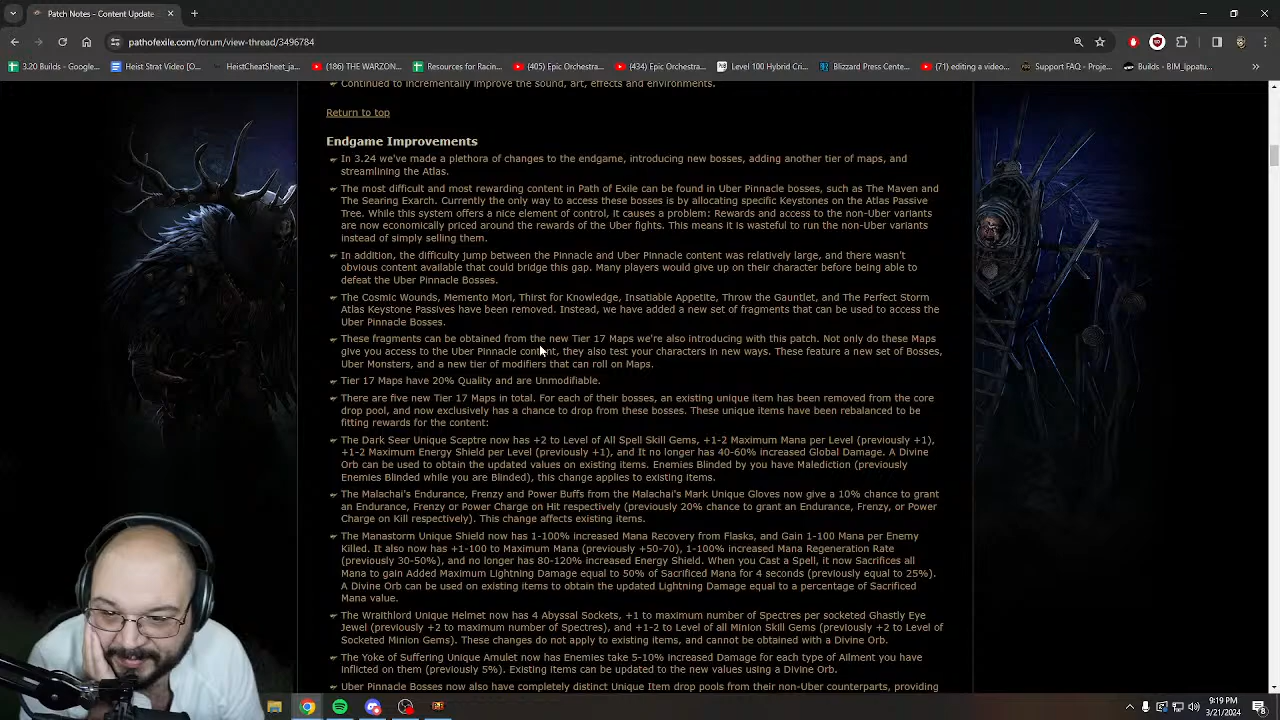 Patch Notes - Content
pathofexile.com/forum/view-thread/3496784
3.20 Builds - Google...
Heist Strat Video [O...
HeistCheatSheet_ja...
(186) THE WARZON...
Resources for Racin...
(405) Epic Orchestra...
(434) Epic Orchestra...
Level 100 Hybrid Cri...
Blizzard Press Cente...
(71) editing a video...
Support FAQ - Proje...
Builds - BIM_Ippatu...
Continued to incrementally improve the sound, art, effects and environments.
Return to top
Endgame Improvements
In 3.24 we've made a plethora of changes to the endgame, introducing new bosses, adding another tier of maps, and
streamlining the Atlas.
The most difficult and most rewarding content in Path of Exile can be found in Uber Pinnacle bosses, such as The Maven and
The Searing Exarch. Currently the only way to access these bosses is by allocating specific Keystones on the Atlas Passive
Tree. While this system offers a nice element of control, it causes a problem: Rewards and access to the non-Uber variants
are now economically priced around the rewards of the Uber fights. This means it is wasteful to run the non-Uber variants
instead of simply selling them.
In addition, the difficulty jump between the Pinnacle and Uber Pinnacle content was relatively large, and there wasn't
obvious content available that could bridge this gap. Many players would give up on their character before being able to
defeat the Uber Pinnacle Bosses.
The Cosmic Wounds, Memento Mori, Thirst for Knowledge, Insatiable Appetite, Throw the Gauntlet, and The Perfect Storm
Atlas Keystone Passives have been removed. Instead, we have added a new set of fragments that can be used to access the
Uber Pinnacle Bosses.
These fragments can be obtained from the new Tier 17 Maps we're also introducing with this patch. Not only do these Maps
give you access to the Uber Pinnacle content, they also test your characters in new ways. These feature a new set of Bosses,
Uber Monsters, and a new tier of modifiers that can roll on Maps.
Tier 17 Maps have 20% Quality and are Unmodifiable.
There are five new Tier 17 Maps in total. For each of their bosses, an existing unique item has been removed from the core
drop pool, and now exclusively has a chance to drop from these bosses. These unique items have been rebalanced to be
fitting rewards for the content:
The Dark Seer Unique Sceptre now has +2 to Level of All Spell Skill Gems, +1-2 Maximum Mana per Level (previously +1),
+1-2 Maximum Energy Shield per Level (previously +1), and It no longer has 40-60% increased Global Damage. A Divine
Orb can be used to obtain the updated values on existing items. Enemies Blinded by you have Malediction (previously
Enemies Blinded while you are Blinded), this change applies to existing items.
The Malachai's Endurance, Frenzy and Power Buffs from the Malachai's Mark Unique Gloves now give a 10% chance to grant
an Endurance, Frenzy or Power Charge on Hit respectively (previously 20% chance to grant an Endurance, Frenzy, or Power
Charge on Kill respectively). This change affects existing items.
The Manastorm Unique Shield now has 1-100% increased Mana Recovery from Flasks, and Gain 1-100 Mana per Enemy
Killed. It also now has +1-100 to Maximum Mana (previously +50-70), 1-100% increased Mana Regeneration Rate
(previously 30-50%), and no longer has 80-120% increased Energy Shield. When you Cast a Spell, it now Sacrifices all
Mana to gain Added Maximum Lightning Damage equal to 50% of Sacrificed Mana for 4 seconds (previously equal to 25%).
A Divine Orb can be used on existing items to obtain the updated Lightning Damage equal to a percentage of Sacrificed
Mana value.
The Wraithlord Unique Helmet now has 4 Abyssal Sockets, +1 to maximum number of Spectres per socketed Ghastly Eye
Jewel (previously +2 to maximum number of Spectres), and +1-2 to Level of all Minion Skill Gems (previously +2 to Level of
Socketed Minion Gems). These changes do not apply to existing items, and cannot be obtained with a Divine Orb.
The Yoke of Suffering Unique Amulet now has Enemies take 5-10% increased Damage for each type of Ailment you have
inflicted on them (previously 5%). Existing items can be updated to the new values using a Divine Orb.
Uber Pinnacle Bosses now also have completely distinct Unique Item drop pools from their non-Uber counterparts, providing
9:19 PM
3/21/2024